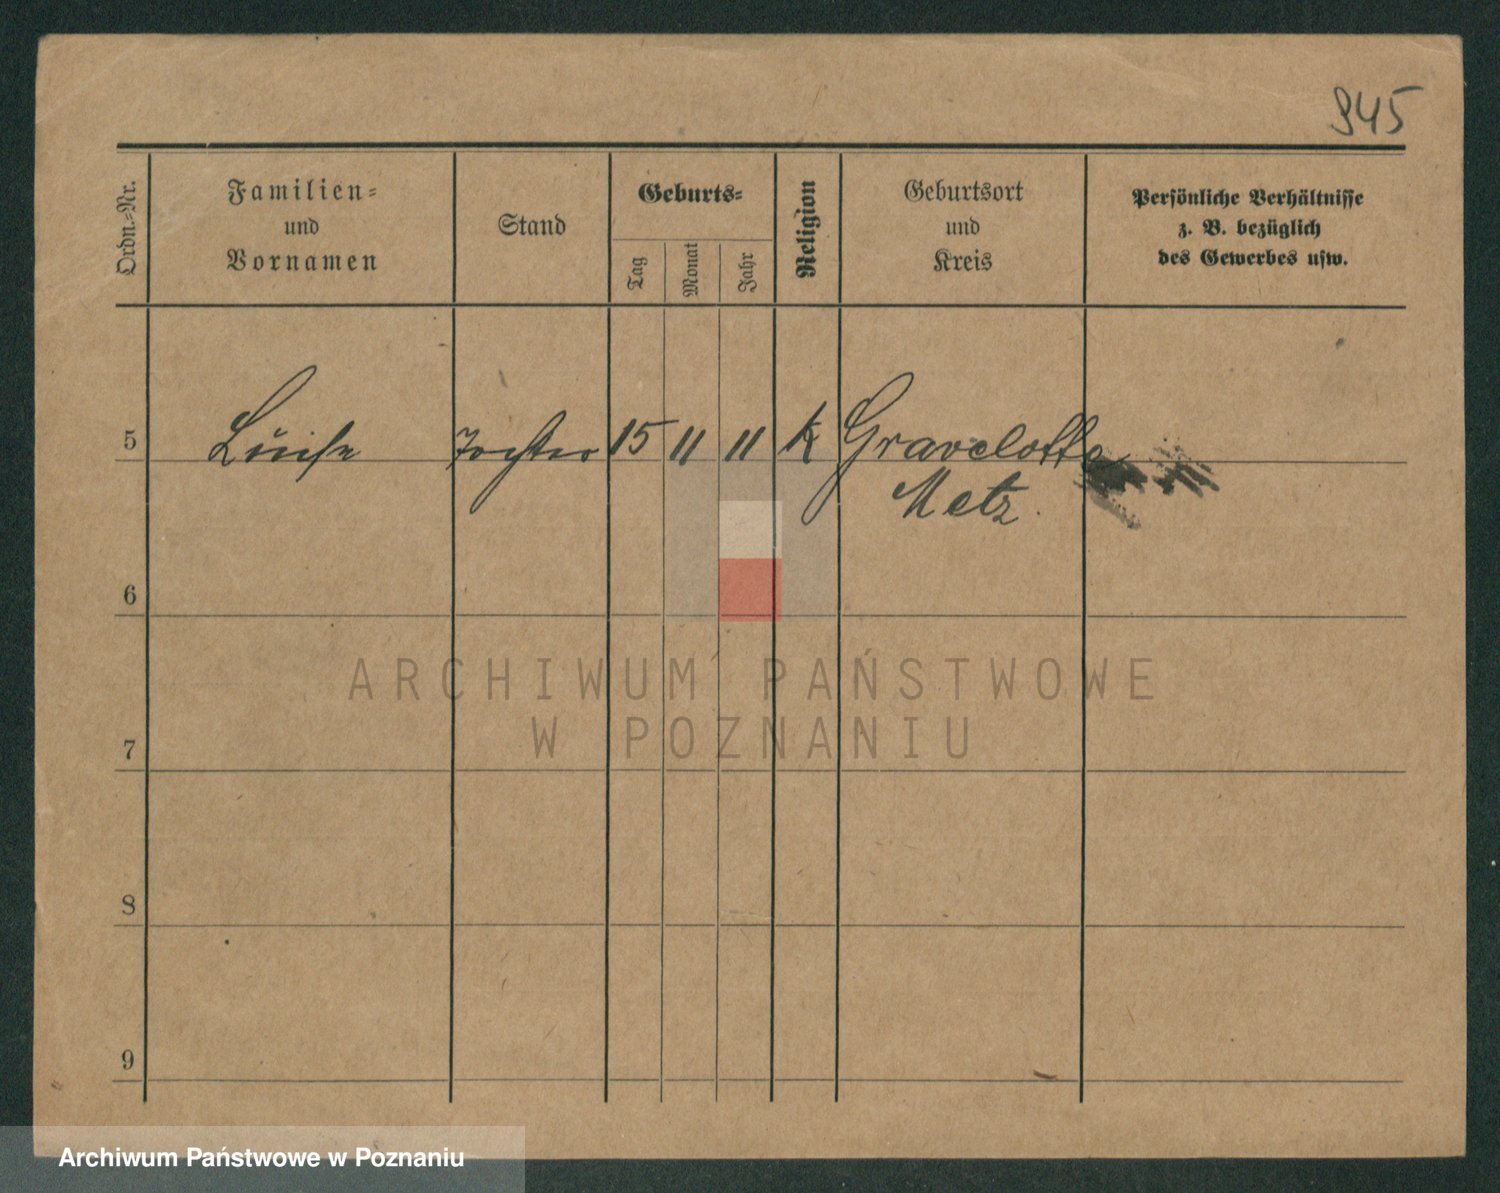 945
Ordn.-Nr.
Familien-
und
Vornamen
Stand
Geburts-
Tag
Monat
Jahr
Religion
Geburtsort
und
Kreis
Persönliche Verhältnisse
z. B. bezüglich
des Gewerbes usw.
5 Luise Tochter 15 11 11 K Gravelotte
Metz.
6
7
8
9
ARCHIWUM PAŃSTWOWE
W POZNANIU
Archiwum Państwowe w Poznaniu